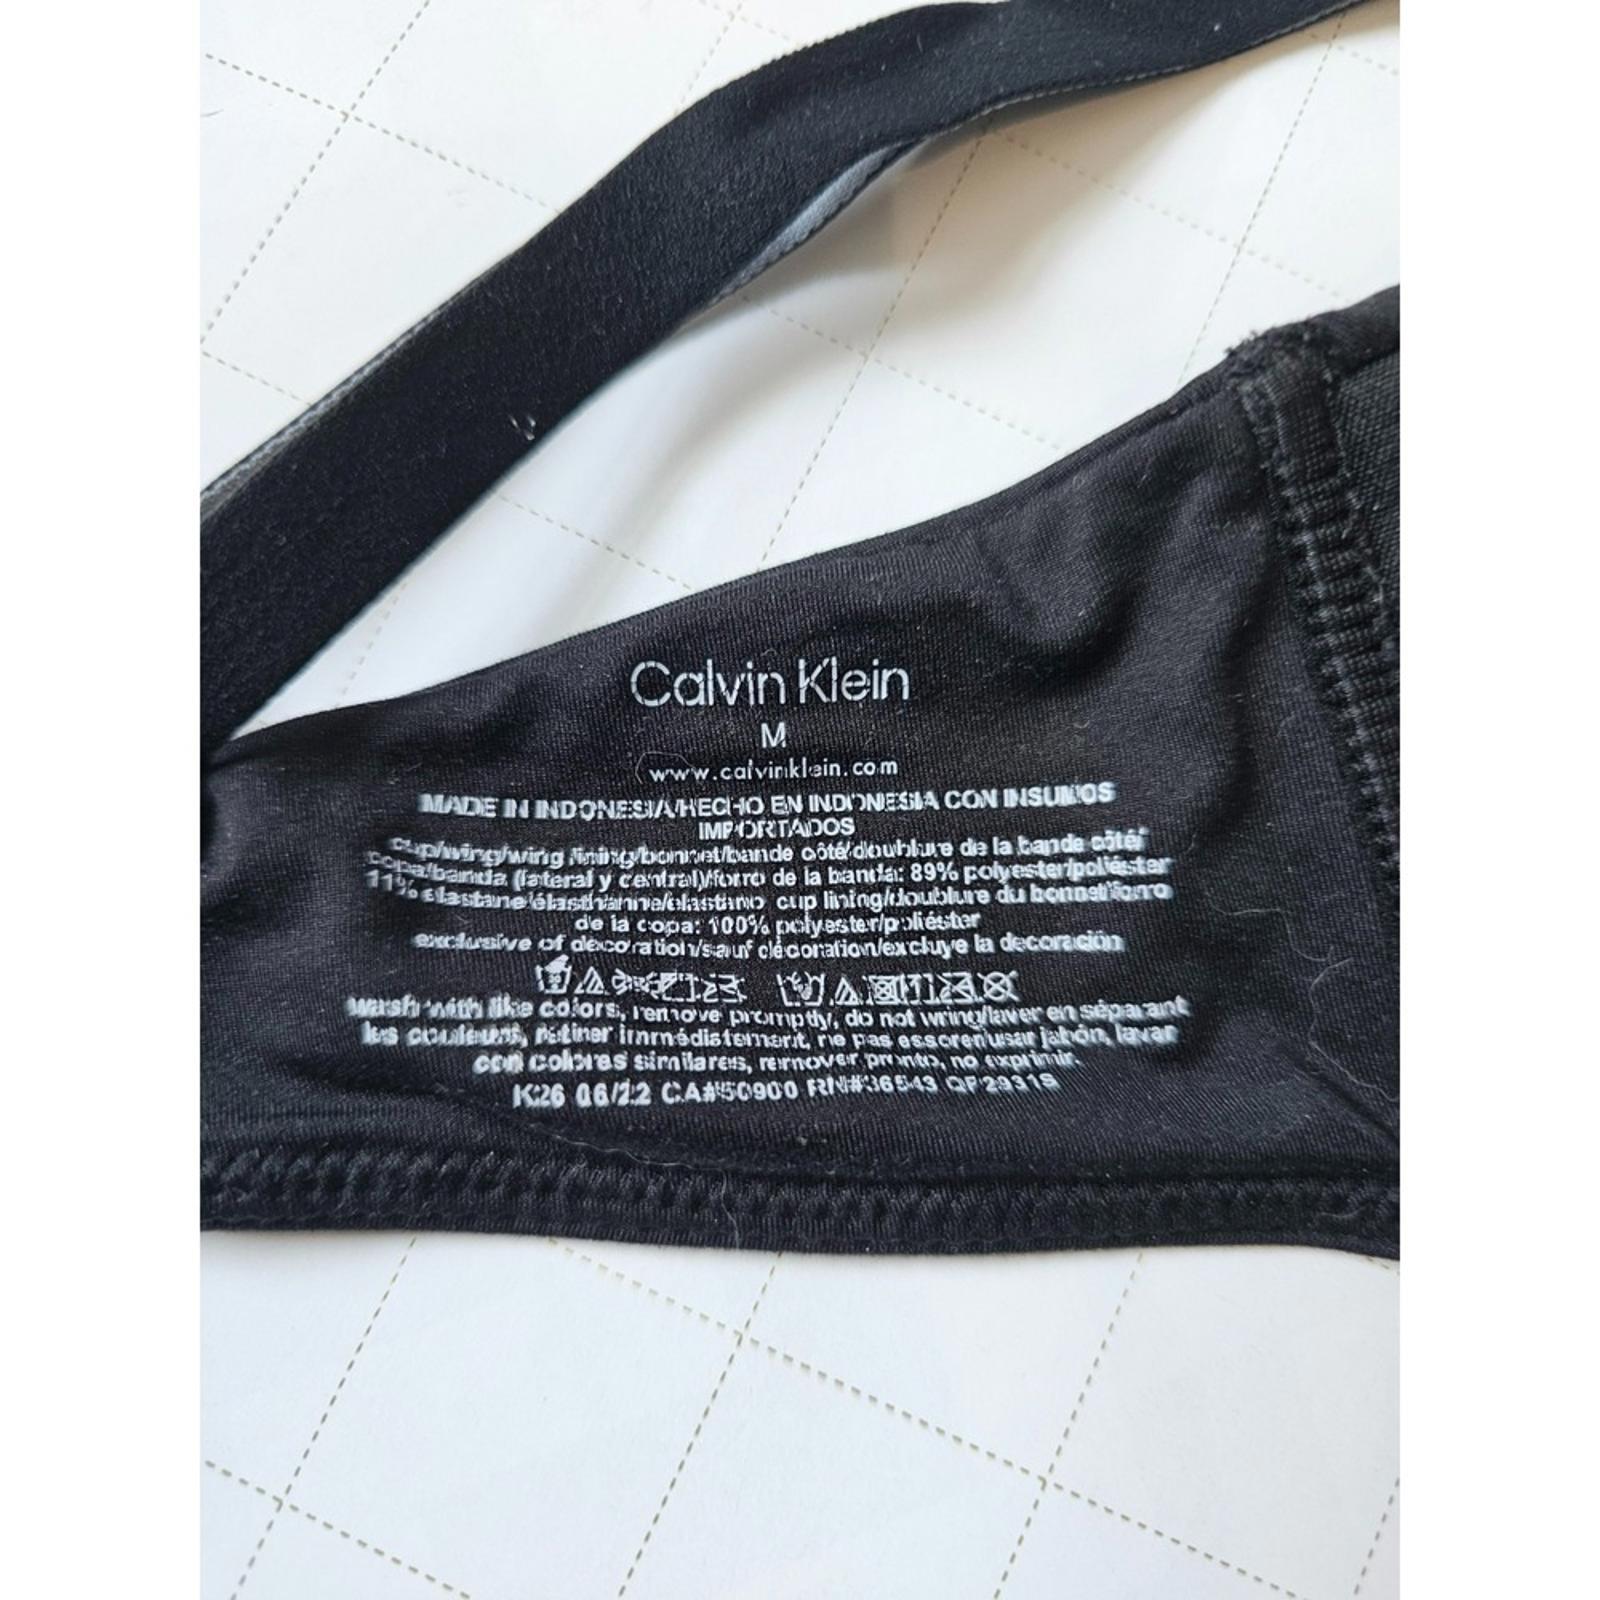 Calvin Klein
M
www.calvinklein.com
MADE IN INDONESIA/HECHO EN INDONESIA CON INSUMOS
IMPORTADOS
cup/wing/wing lining/bonnet/bande côté/doublure de la bande côté/
copa/banda (lateral y central)/forro de la banda: 89% polyester/poliéster
11% elastane/élasthanne/elastano cup lining/doublure du bonnet/forro
de la copa: 100% polyester/poliéster
exclusive of decoration/sauf décoration/excluye la decoración
wash with like colors, remove promptly, do not wring/laver en séparant
les couleurs, retirer immédiatement, ne pas essorer/usar jabón, lavar
con colores similares, remover pronto, no exprimir.
K26 06/22 CA#50900 RN#36543 QF2931S